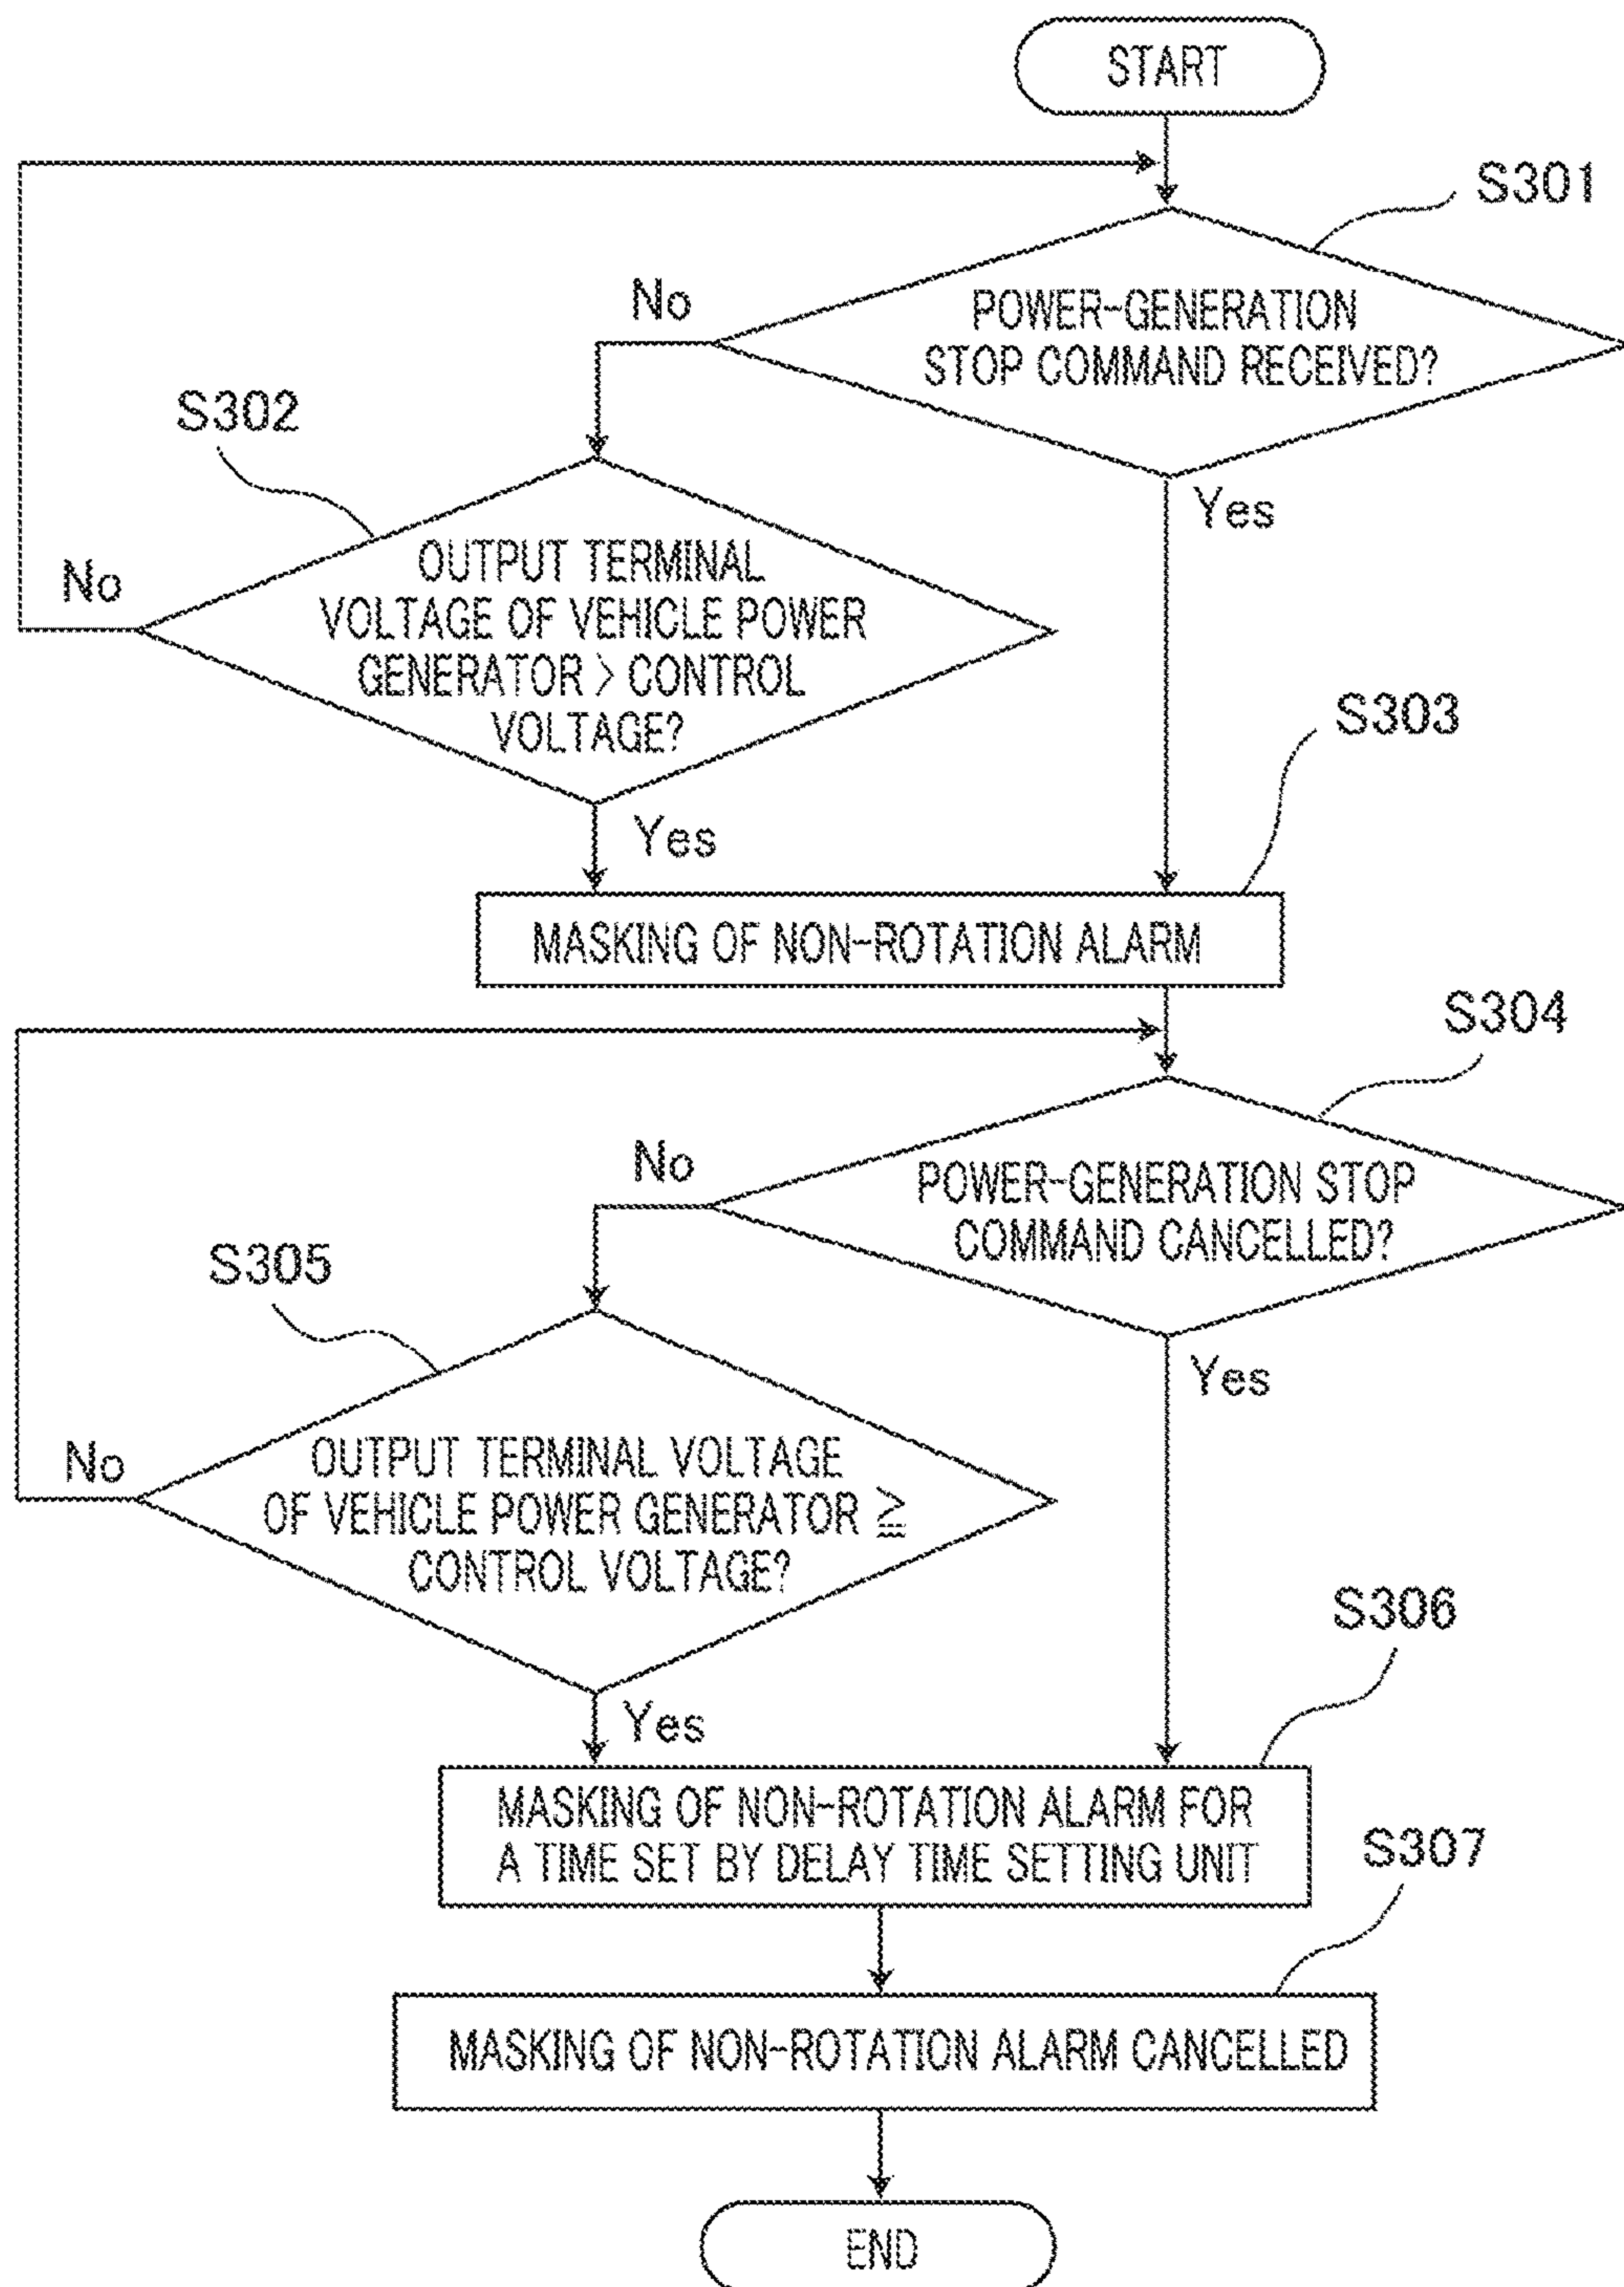 START
S301
No
POWER-GENERATION
STOP COMMAND RECEIVED?
S302
Yes
No
OUTPUT TERMINAL
VOLTAGE OF VEHICLE POWER
GENERATOR > CONTROL
VOLTAGE?
S303
Yes
MASKING OF NON-ROTATION ALARM
S304
No
POWER-GENERATION STOP
COMMAND CANCELLED?
S305
Yes
No
OUTPUT TERMINAL VOLTAGE
OF VEHICLE POWER GENERATOR ≧
CONTROL VOLTAGE?
S306
Yes
MASKING OF NON-ROTATION ALARM FOR
A TIME SET BY DELAY TIME SETTING UNIT
S307
MASKING OF NON-ROTATION ALARM CANCELLED
END